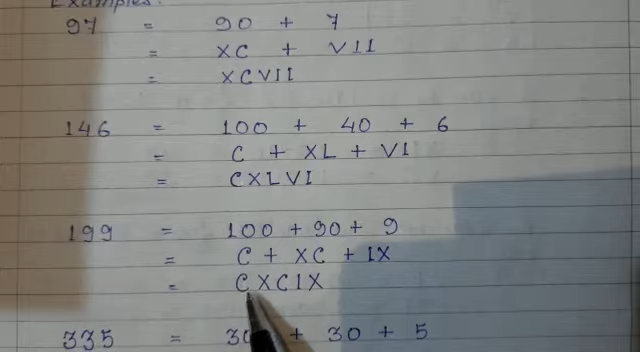 Examples:
97 = 90 + 7
= XC + VII
= XCVII
146 = 100 + 40 + 6
= C + XL + VI
= CXLVI
199 = 100 + 90 + 9
= C + XC + IX
= CXCIX
335 = + 30 + 5